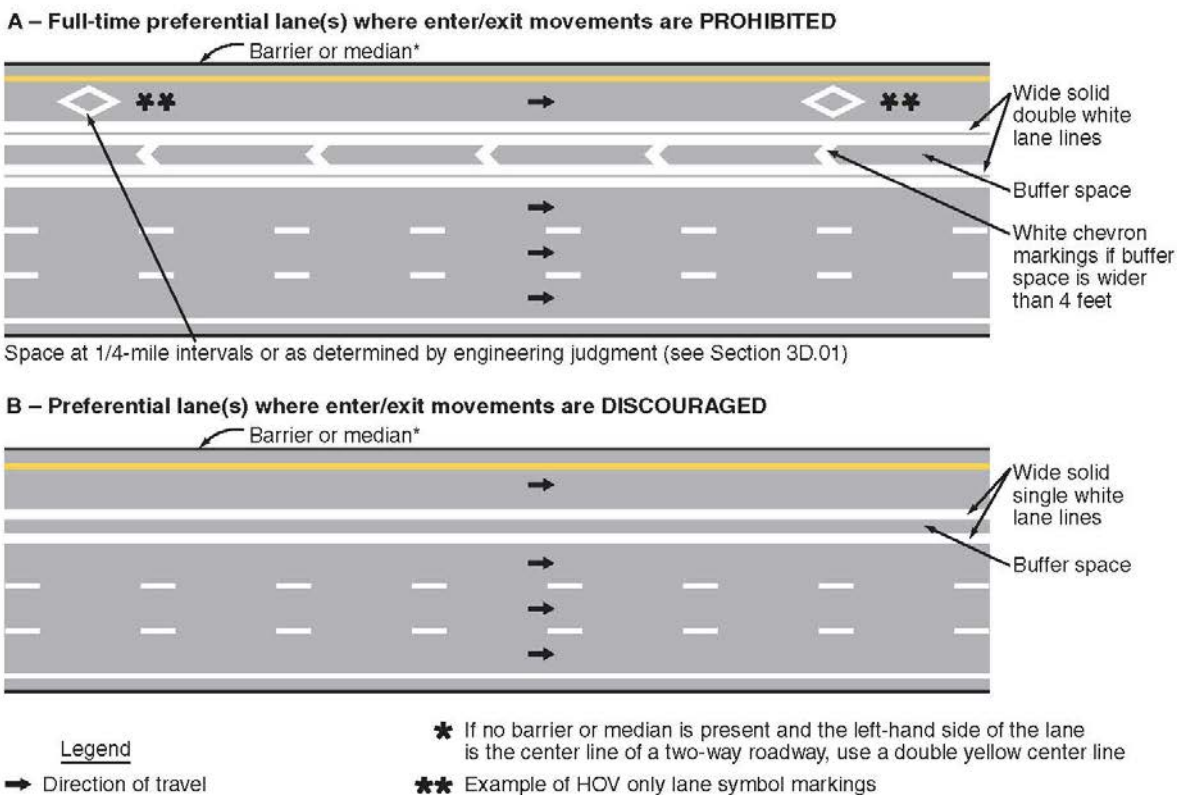 A – Full-time preferential lane(s) where enter/exit movements are PROHIBITED
Barrier or median*
Wide solid
double white
lane lines
Buffer space
White chevron
markings if buffer
space is wider
than 4 feet
Space at 1/4-mile intervals or as determined by engineering judgment (see Section 3D.01)
B – Preferential lane(s) where enter/exit movements are DISCOURAGED
Barrier or median*
Wide solid
single white
lane lines
Buffer space
Legend
Direction of travel
* If no barrier or median is present and the left-hand side of the lane
is the center line of a two-way roadway, use a double yellow center line
** Example of HOV only lane symbol markings